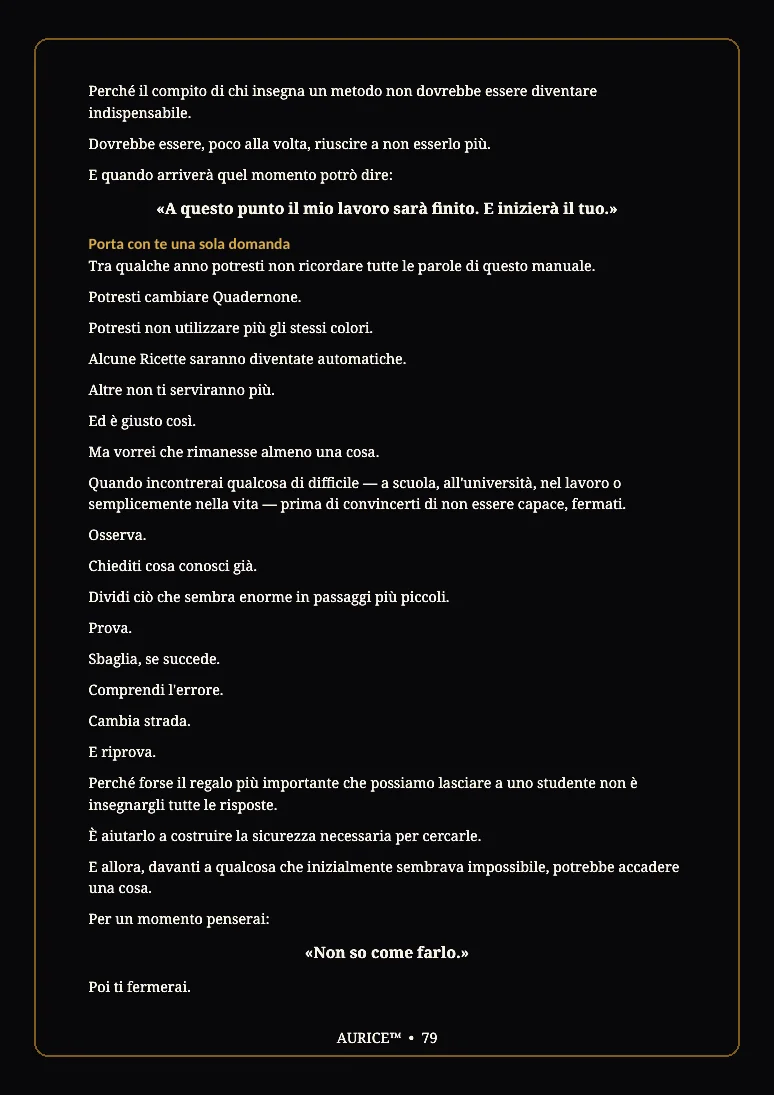 Perché il compito di chi insegna un metodo non dovrebbe essere diventare
indispensabile.
Dovrebbe essere, poco alla volta, riuscire a non esserlo più.
E quando arriverà quel momento potrò dire:
«A questo punto il mio lavoro sarà finito. E inizierà il tuo.»
Porta con te una sola domanda
Tra qualche anno potresti non ricordare tutte le parole di questo manuale.
Potresti cambiare Quadernone.
Potresti non utilizzare più gli stessi colori.
Alcune Ricette saranno diventate automatiche.
Altre non ti serviranno più.
Ed è giusto così.
Ma vorrei che rimanesse almeno una cosa.
Quando incontrerai qualcosa di difficile — a scuola, all'università, nel lavoro o
semplicemente nella vita — prima di convincerti di non essere capace, fermati.
Osserva.
Chiediti cosa conosci già.
Dividi ciò che sembra enorme in passaggi più piccoli.
Prova.
Sbaglia, se succede.
Comprendi l'errore.
Cambia strada.
E riprova.
Perché forse il regalo più importante che possiamo lasciare a uno studente non è
insegnargli tutte le risposte.
È aiutarlo a costruire la sicurezza necessaria per cercarle.
E allora, davanti a qualcosa che inizialmente sembrava impossibile, potrebbe accadere
una cosa.
Per un momento penserai:
«Non so come farlo.»
Poi ti fermerai.
AURICE™ • 79